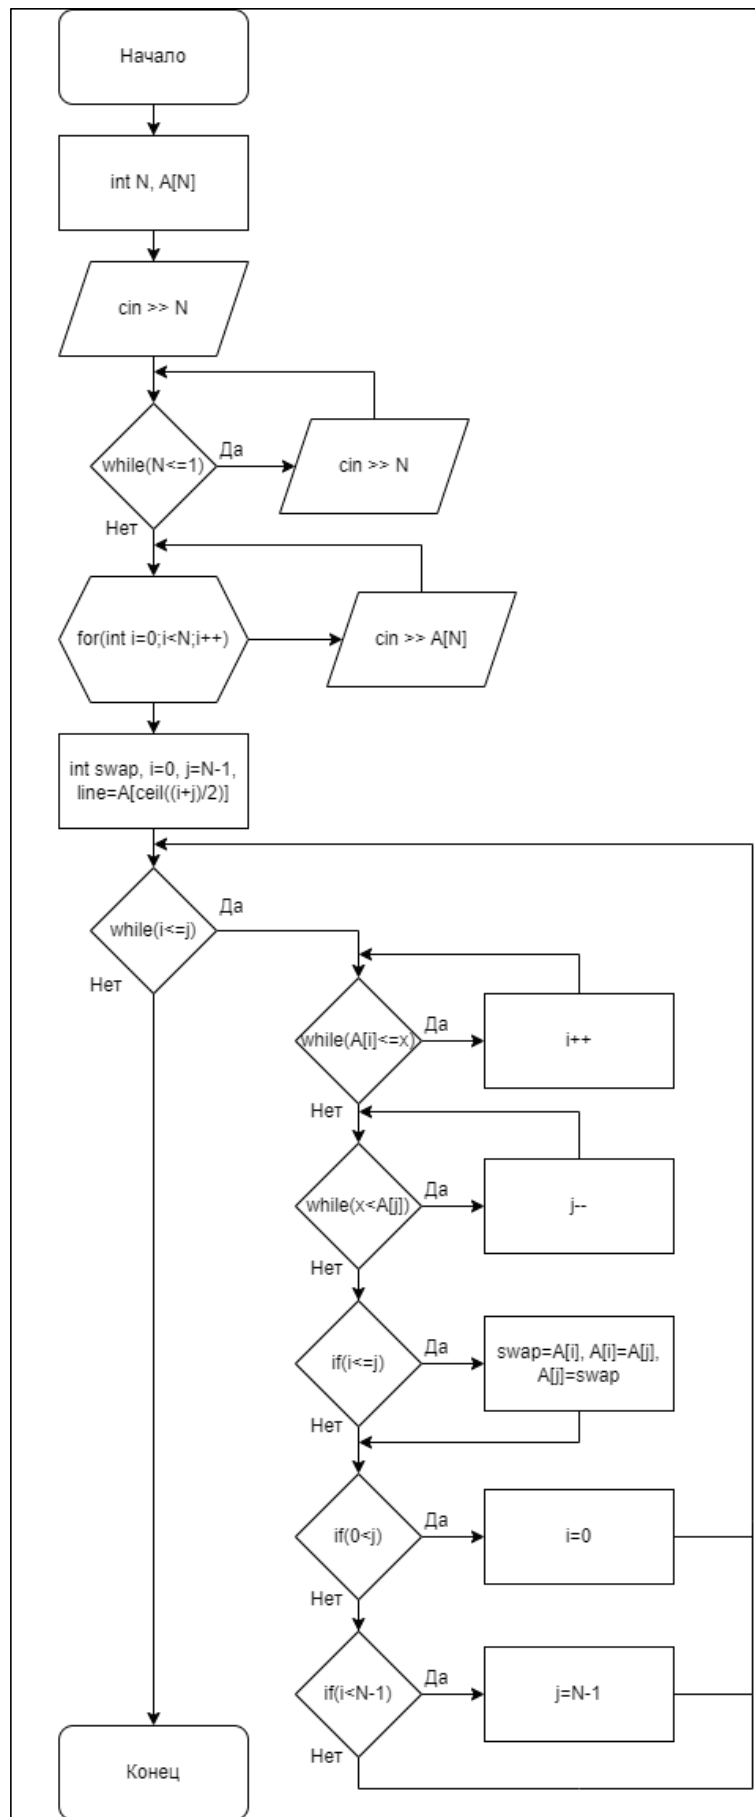 Начало
int N, A[N]
cin >> N
while(N<=1)
Да
cin >> N
Нет
for(int i=0;i<N;i++)
cin >> A[N]
int swap, i=0, j=N-1,
line=A[ceil((i+j)/2)]
while(i<=j)
Да
Нет
while(A[i]<=x)
Да
i++
Нет
while(x<A[j])
Да
j--
Нет
if(i<=j)
Да
swap=A[i], A[i]=A[j],
A[j]=swap
Нет
if(0<j)
Да
i=0
Нет
if(i<N-1)
Да
j=N-1
Нет
Конец